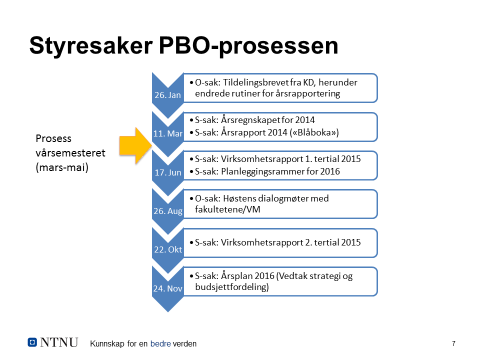 Styresaker PBO-prosessen
26. Jan
• O-sak: Tildelingsbrevet fra KD, herunder
endrede rutiner for årsrapportering
11. Mar
• S-sak: Årsregnskapet for 2014
• S-sak: Årsrapport 2014 («Blåboka»)
Prosess
vårsemesteret
(mars-mai)
17. Jun
• S-sak: Virksomhetsrapport 1. tertial 2015
• S-sak: Planleggingsrammer for 2016
26. Aug
• O-sak: Høstens dialogmøter med
fakultetene/VM
22. Okt
• S-sak: Virksomhetsrapport 2. tertial 2015
24. Nov
• S-sak: Årsplan 2016 (Vedtak strategi og
budsjettfordeling)
NTNU Kunnskap for en bedre verden
7